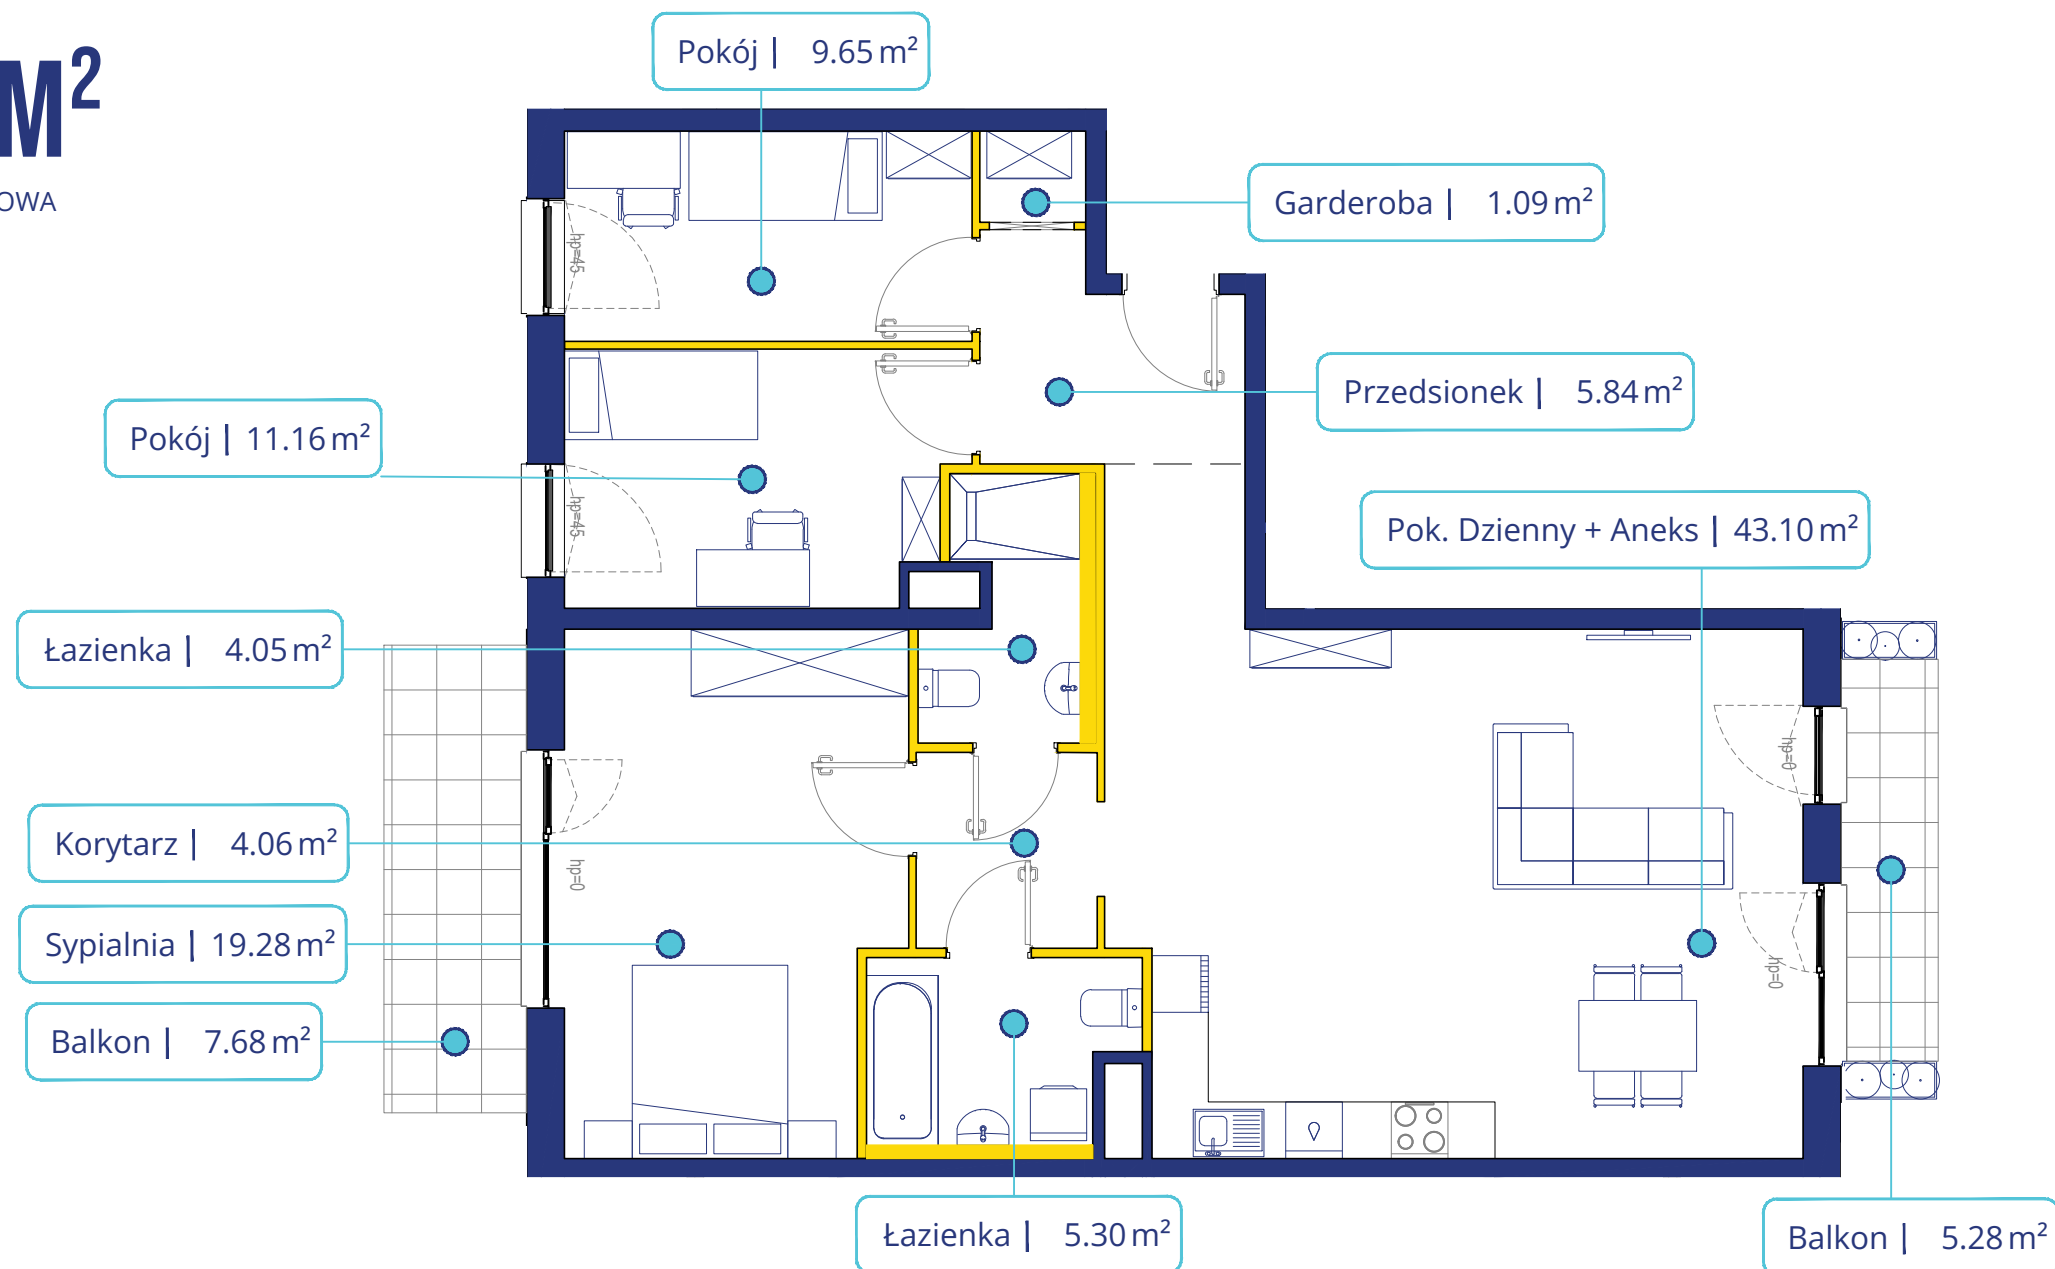 M²
OWA
Pokój | 9.65 m²
Garderoba | 1.09 m²
hp=45
Przedsionek | 5.84 m²
Pokój | 11.16 m²
hp=45
Pok. Dzienny + Aneks | 43.10 m²
Łazienka | 4.05 m²
hp=0
Korytarz | 4.06 m²
hp=0
Sypialnia | 19.28 m²
hp=0
Balkon | 7.68 m²
Łazienka | 5.30 m²
Balkon | 5.28 m²